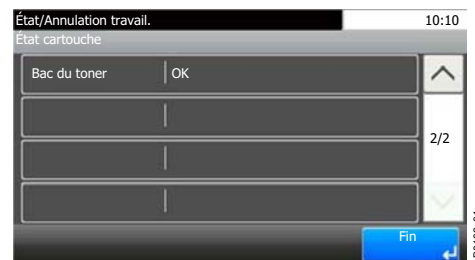 État/Annulation travail. 10:10
État cartouche
Bac du toner OK
2/2
Fin